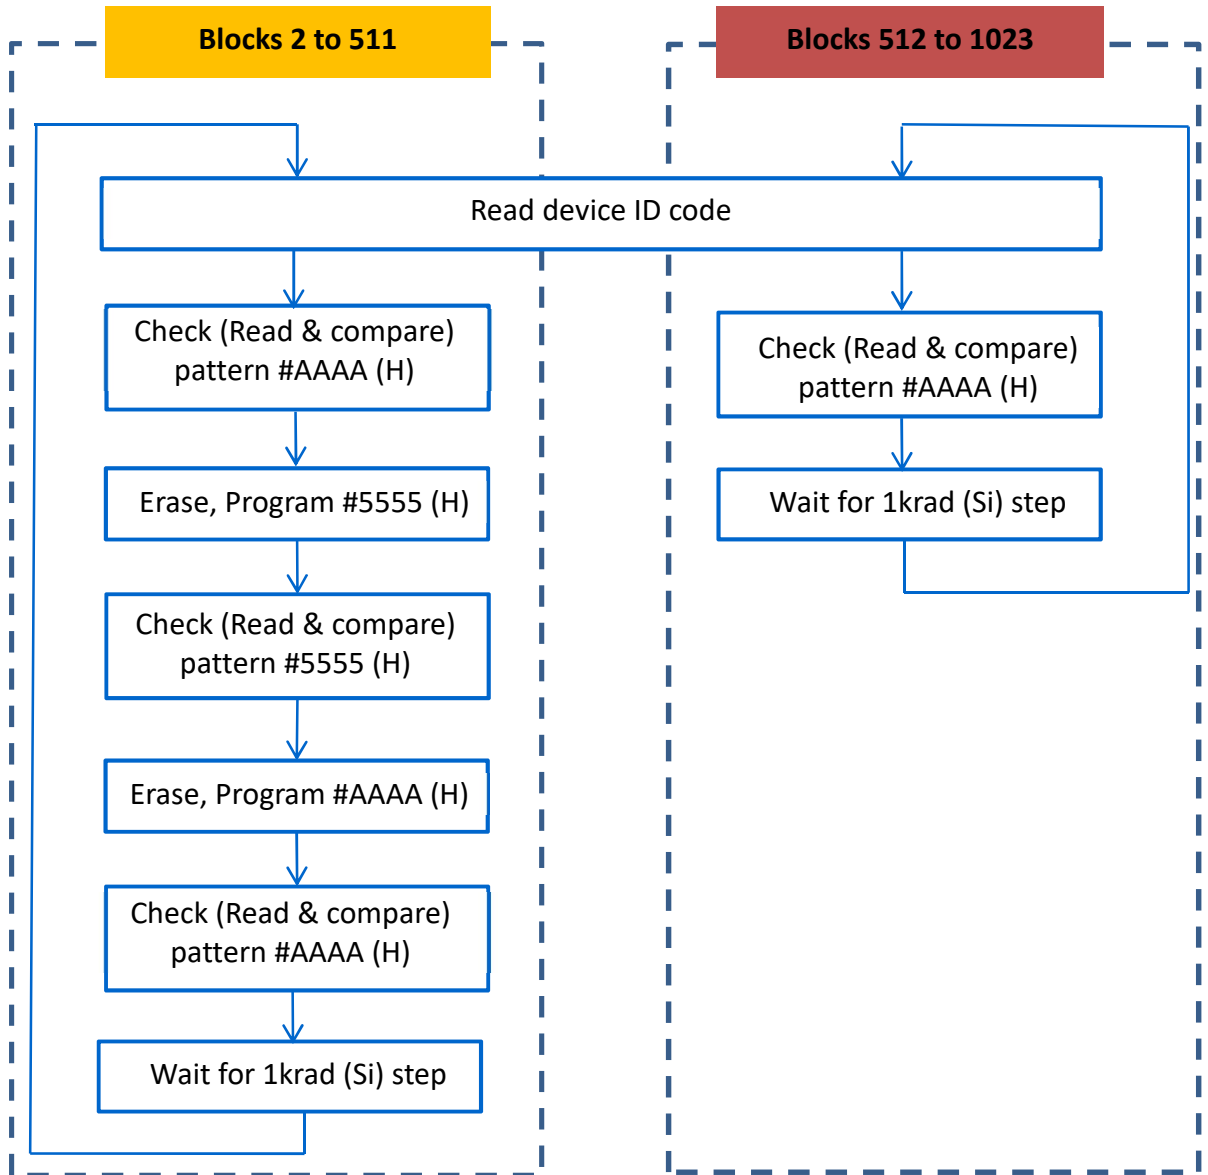 Blocks 2 to 511
Blocks 512 to 1023
Read device ID code
Check (Read & compare)
pattern #AAAA (H)
Erase, Program #5555 (H)
Check (Read & compare)
pattern #5555 (H)
Erase, Program #AAAA (H)
Check (Read & compare)
pattern #AAAA (H)
Wait for 1krad (Si) step
Check (Read & compare)
pattern #AAAA (H)
Wait for 1krad (Si) step